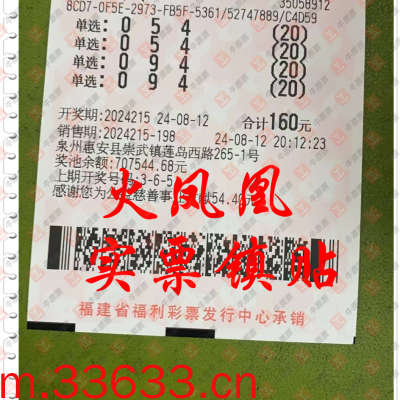 8CD7-0F5E-2973-FB5F-5361/52747889/C4D59
35058912
单选: 0 5 4 (20)
单选: 0 5 4 (20)
单选: 0 9 4 (20)
单选: 0 9 4 (20)
开奖期:2024215 24-08-12 合计160元
销售期:2024215-198 24-08-12 20:12:23
泉州惠安县崇武镇莲岛西路265-1号
奖池余额:707544.68元
上期开奖号码:3-6-5
感谢您为公益慈善事业贡献54.40元
火凤凰
实票镇贴
福建省福利彩票发行中心承销
m.33633.cn